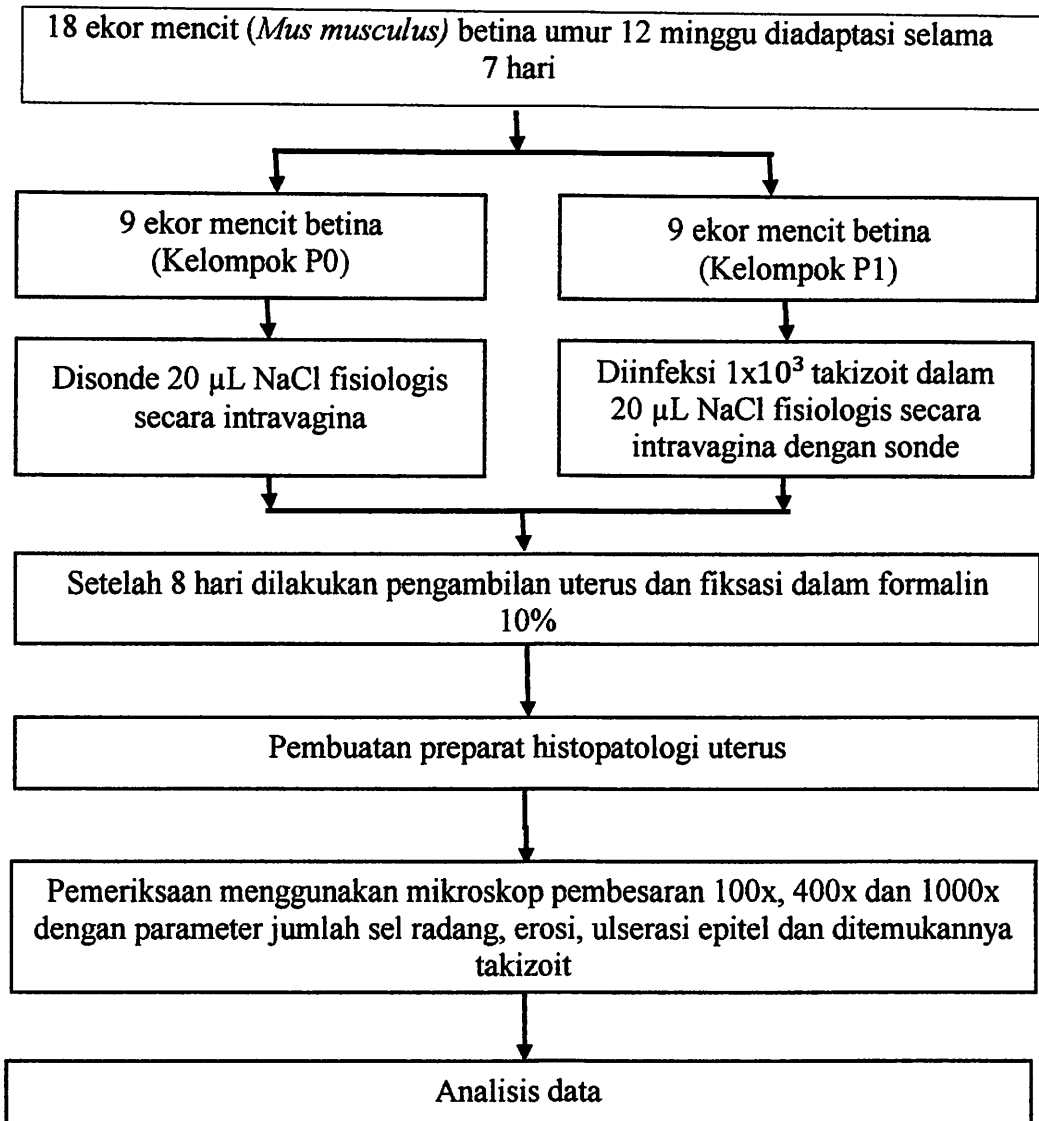 18 ekor mencit (Mus musculus) betina umur 12 minggu diadaptasi selama
7 hari
9 ekor mencit betina
(Kelompok P0)
9 ekor mencit betina
(Kelompok P1)
Disonde 20 µL NaCl fisiologis
secara intravagina
Diinfeksi 1x10³ takizoit dalam
20 µL NaCl fisiologis secara
intravagina dengan sonde
Setelah 8 hari dilakukan pengambilan uterus dan fiksasi dalam formalin
10%
Pembuatan preparat histopatologi uterus
Pemeriksaan menggunakan mikroskop pembesaran 100x, 400x dan 1000x
dengan parameter jumlah sel radang, erosi, ulserasi epitel dan ditemukannya
takizoit
Analisis data